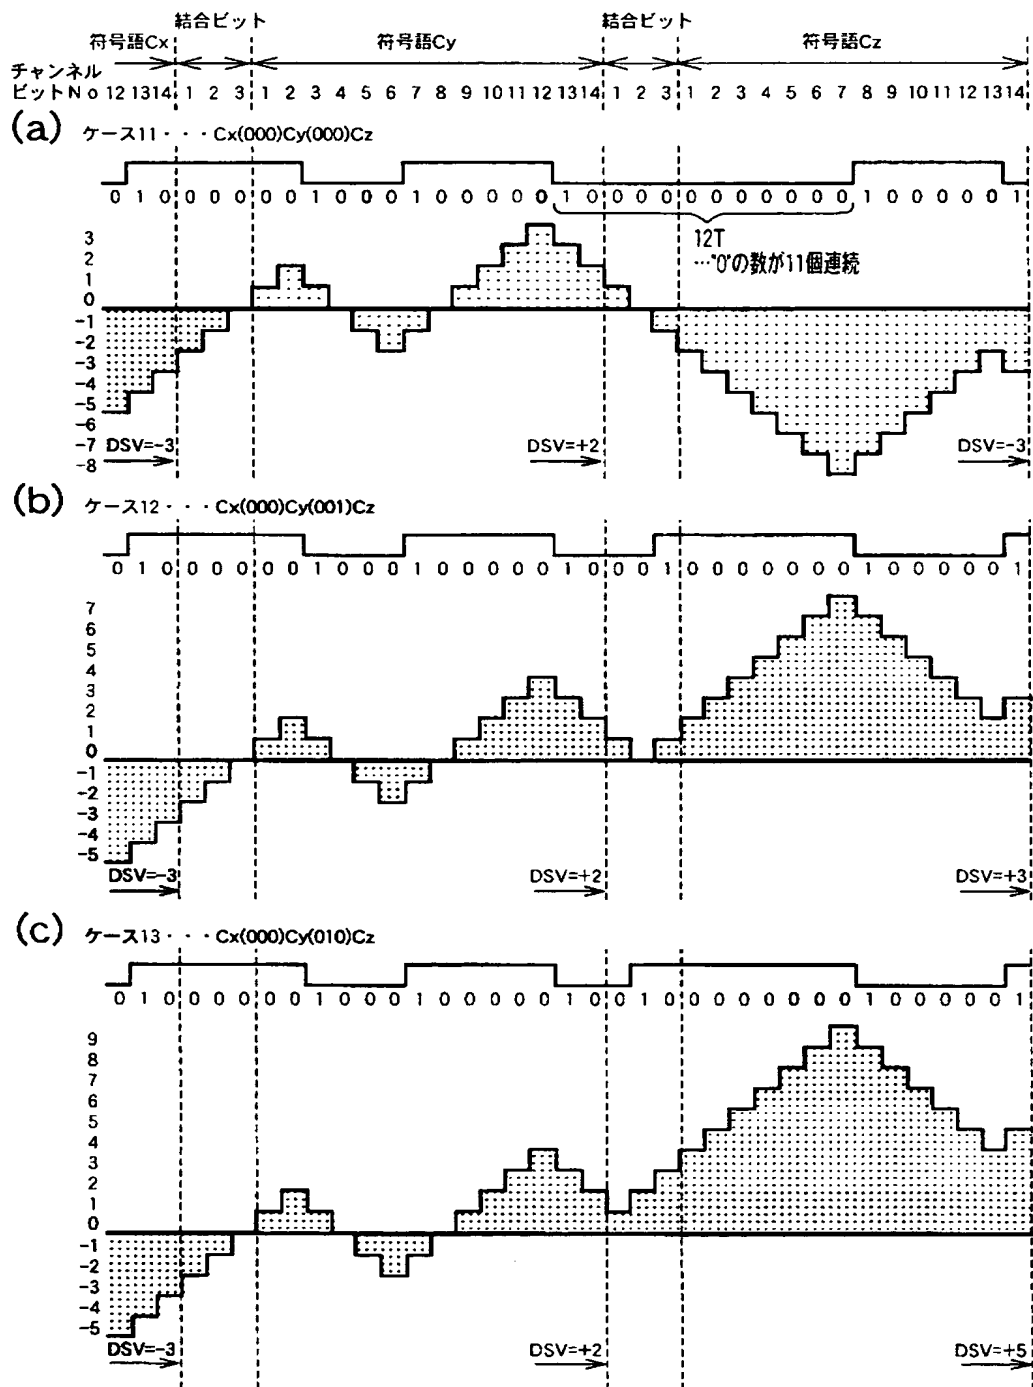 結合ビット 結合ビット
符号語Cx 符号語Cy 符号語Cz
チャンネル
ビットＮｏ 12 13 14 1 2 3 1 2 3 4 5 6 7 8 9 10 11 12 13 14 1 2 3 1 2 3 4 5 6 7 8 9 10 11 12 13 14
(a) ケース11・・・Cx(000)Cy(000)Cz
0 1 0 0 0 0 0 0 1 0 0 0 1 0 0 0 0 0 1 0 0 0 0 0 0 0 0 0 0 0 0 1 0 0 0 0 0 1
12T
…"0"の数が11個連続
3
2
1
0
-1
-2
-3
-4
-5
-6
-7
-8
DSV=-3 DSV=+2 DSV=-3
(b) ケース12・・・Cx(000)Cy(001)Cz
0 1 0 0 0 0 0 0 1 0 0 0 1 0 0 0 0 0 1 0 0 0 1 0 0 0 0 0 0 0 1 0 0 0 0 0 1
7
6
5
4
3
2
1
0
-1
-2
-3
-4
-5
DSV=-3 DSV=+2 DSV=+3
(c) ケース13・・・Cx(000)Cy(010)Cz
0 1 0 0 0 0 0 0 1 0 0 0 1 0 0 0 0 0 1 0 0 1 0 0 0 0 0 0 0 0 1 0 0 0 0 0 1
9
8
7
6
5
4
3
2
1
0
-1
-2
-3
-4
-5
DSV=-3 DSV=+2 DSV=+5